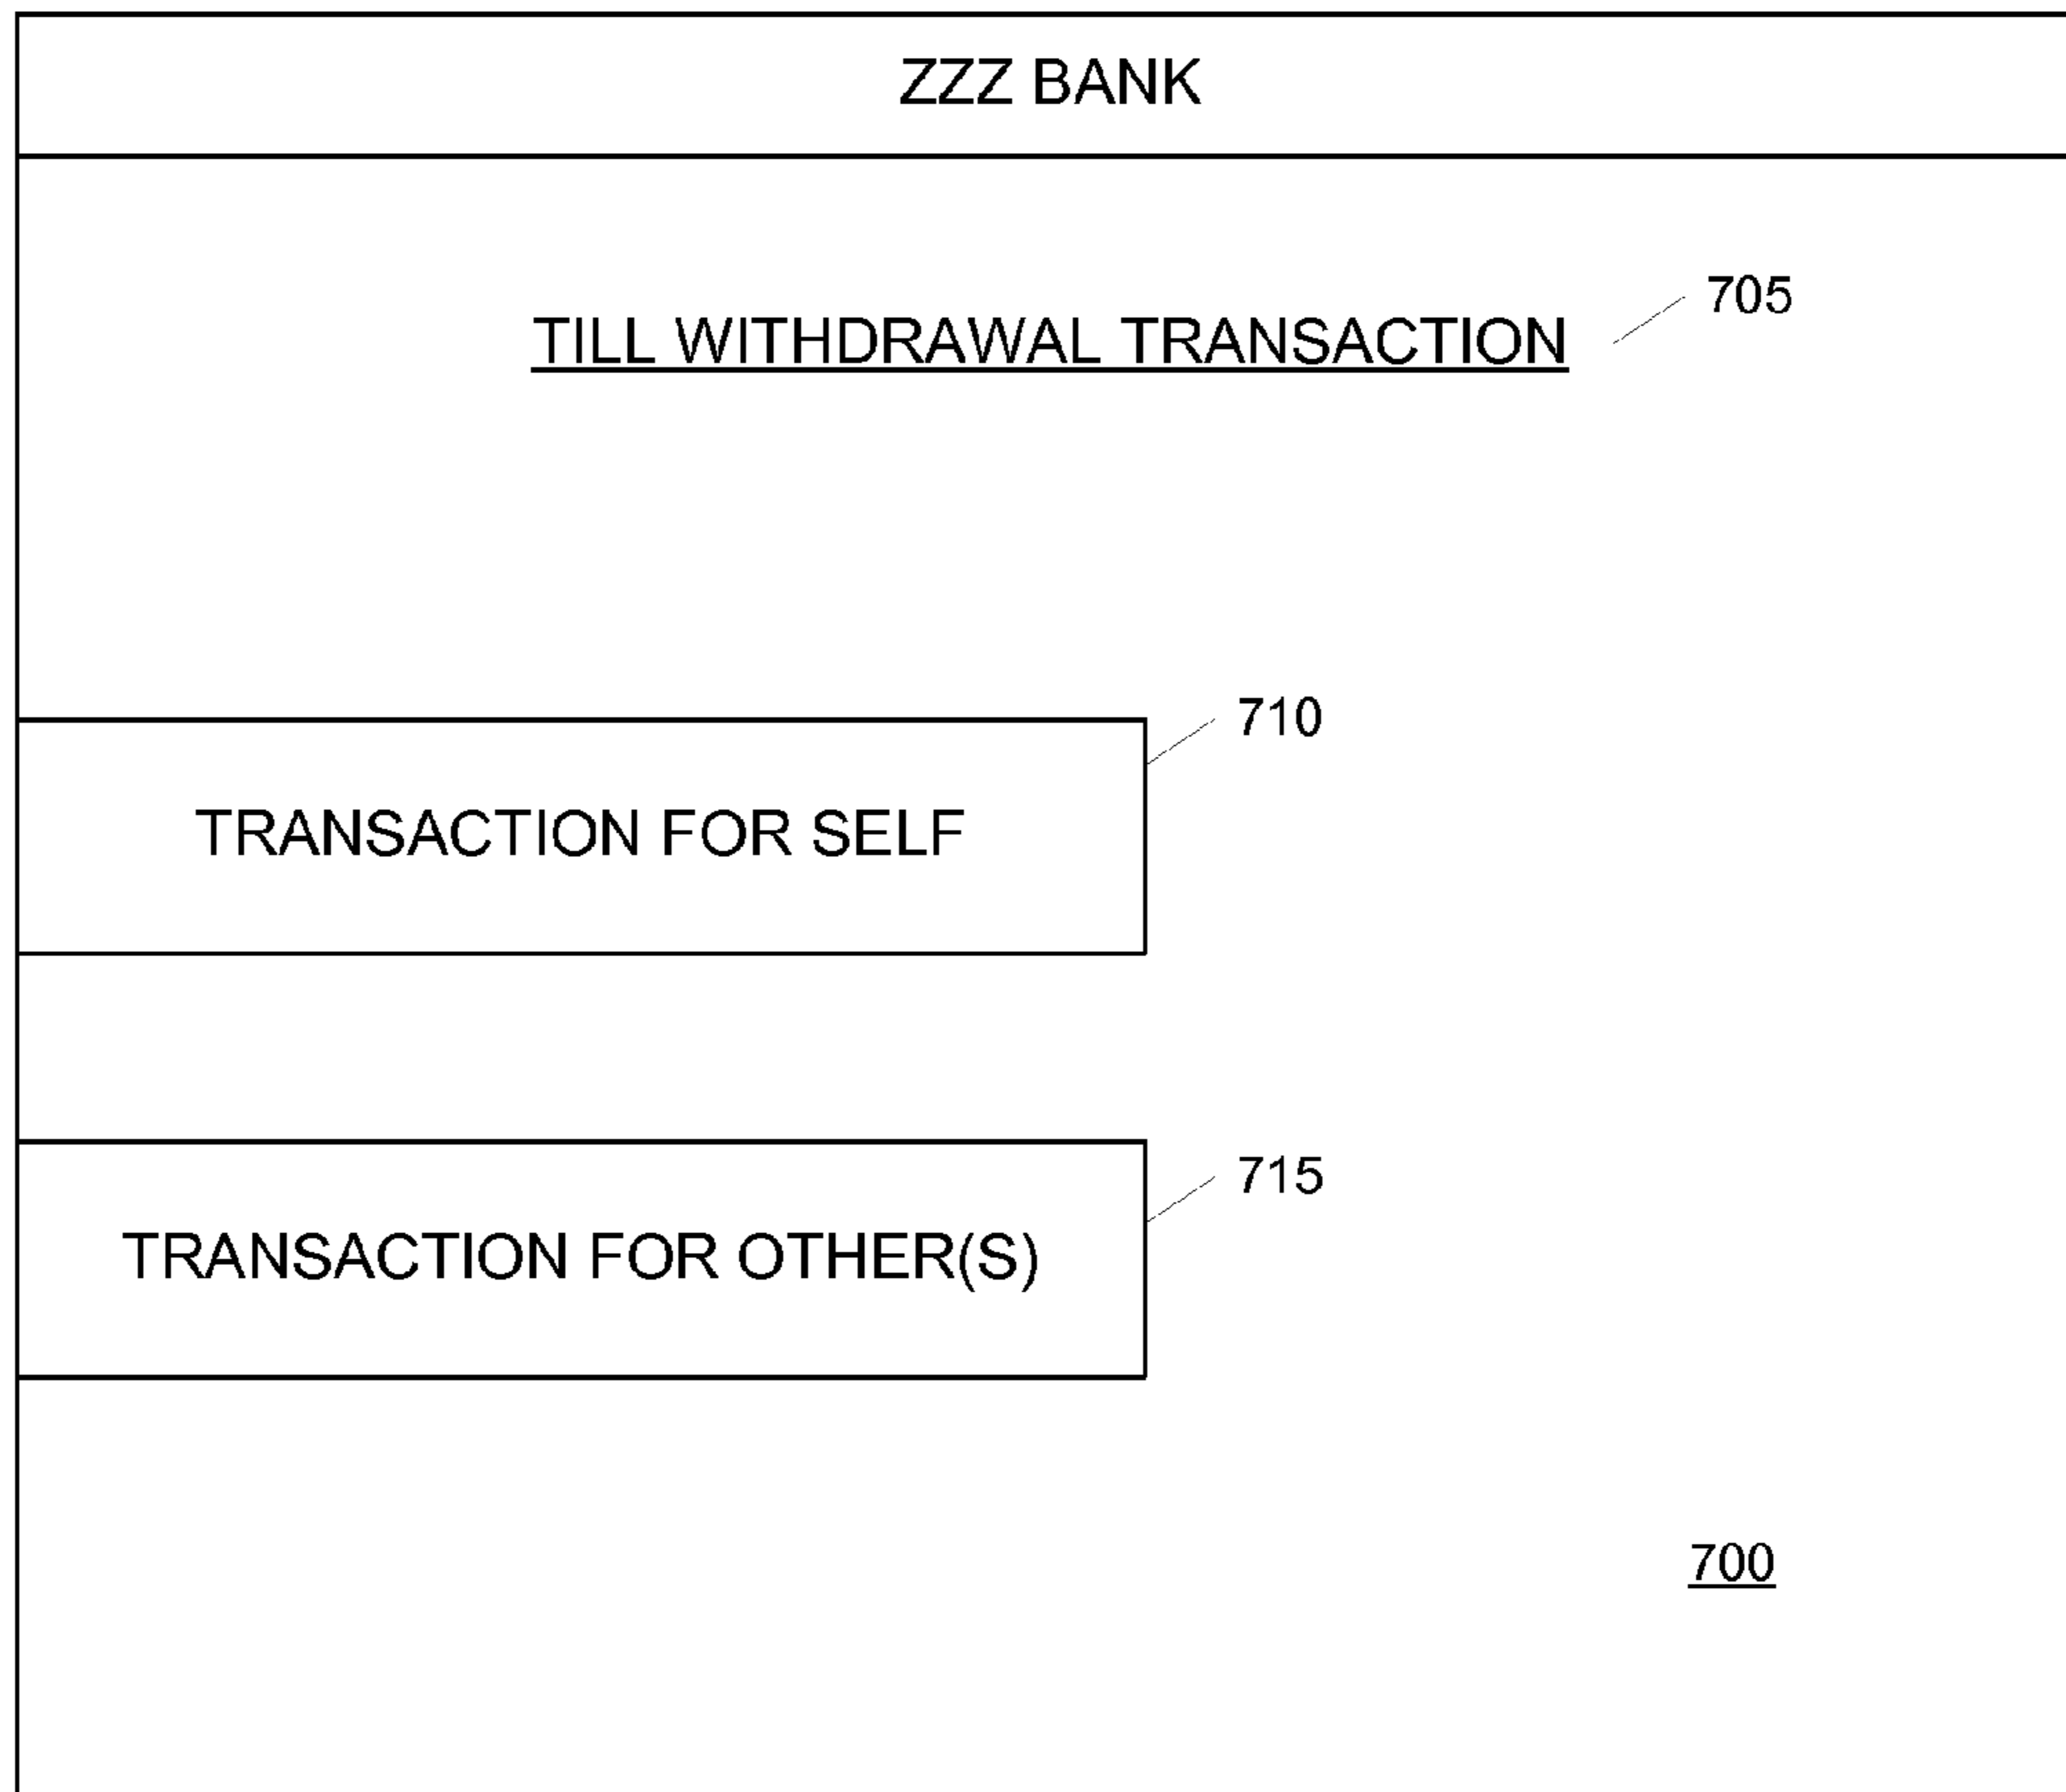 ZZZ BANK
705
TILL WITHDRAWAL TRANSACTION
710
TRANSACTION FOR SELF
715
TRANSACTION FOR OTHER(S)
700